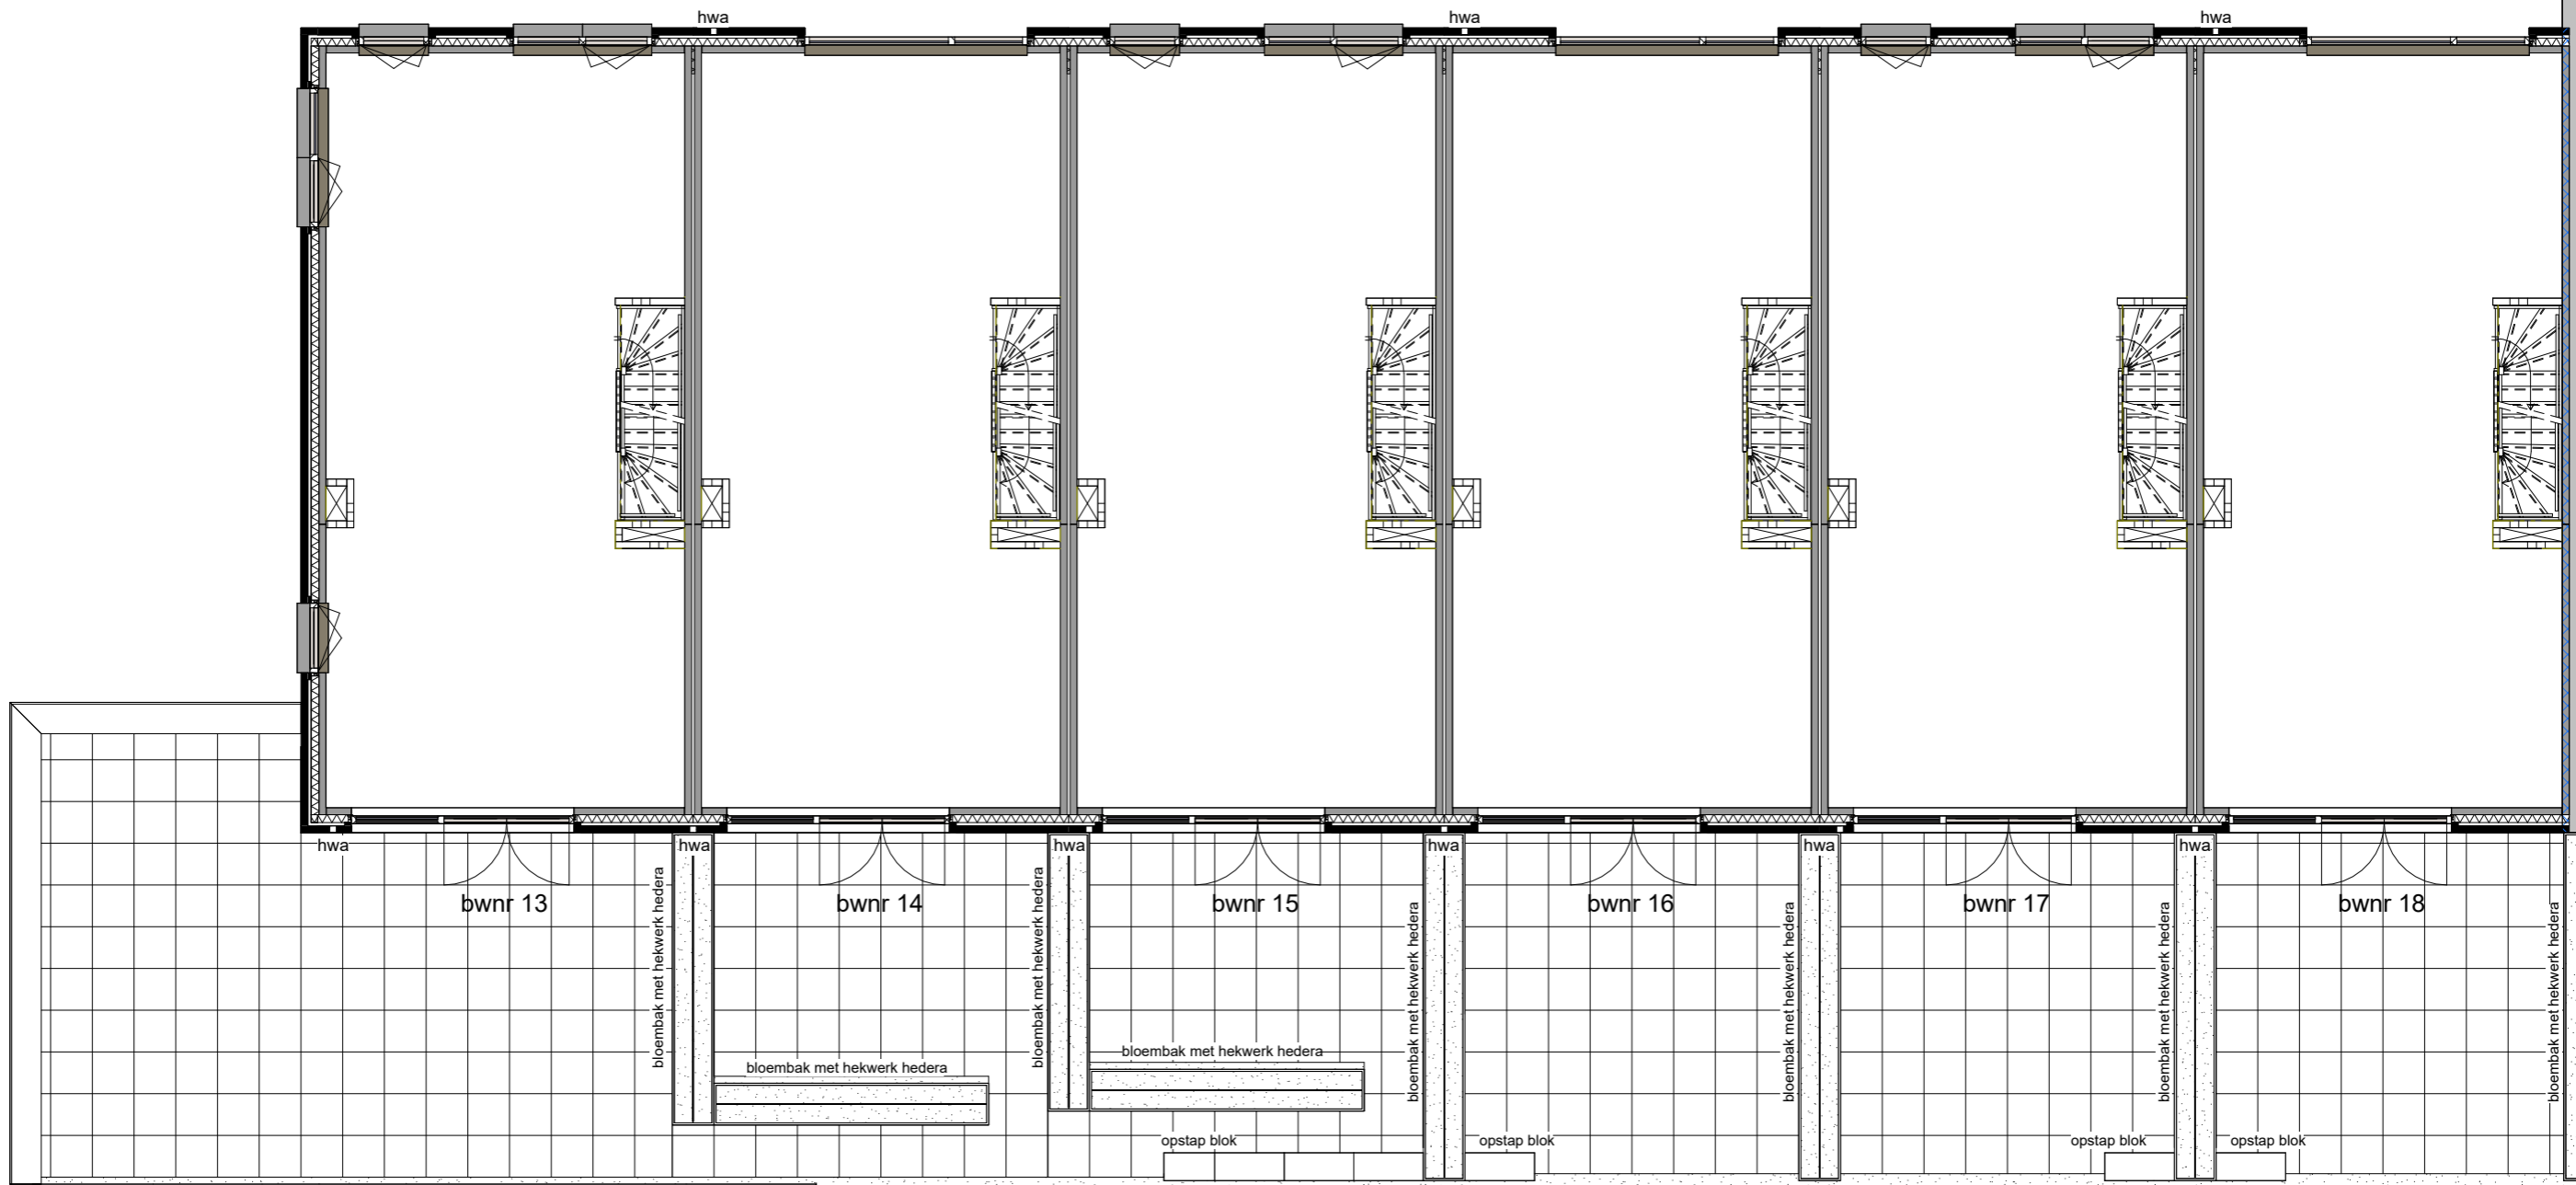 hwa
hwa
hwa
hwa
hwa
hwa
hwa
hwa
hwa
bwnr 13
bwnr 14
bwnr 15
bwnr 16
bwnr 17
bwnr 18
bloembak met hekwerk hedera
bloembak met hekwerk hedera
bloembak met hekwerk hedera
bloembak met hekwerk hedera
bloembak met hekwerk hedera
bloembak met hekwerk hedera
bloembak met hekwerk hedera
bloembak met hekwerk hedera
opstap blok
opstap blok
opstap blok
opstap blok